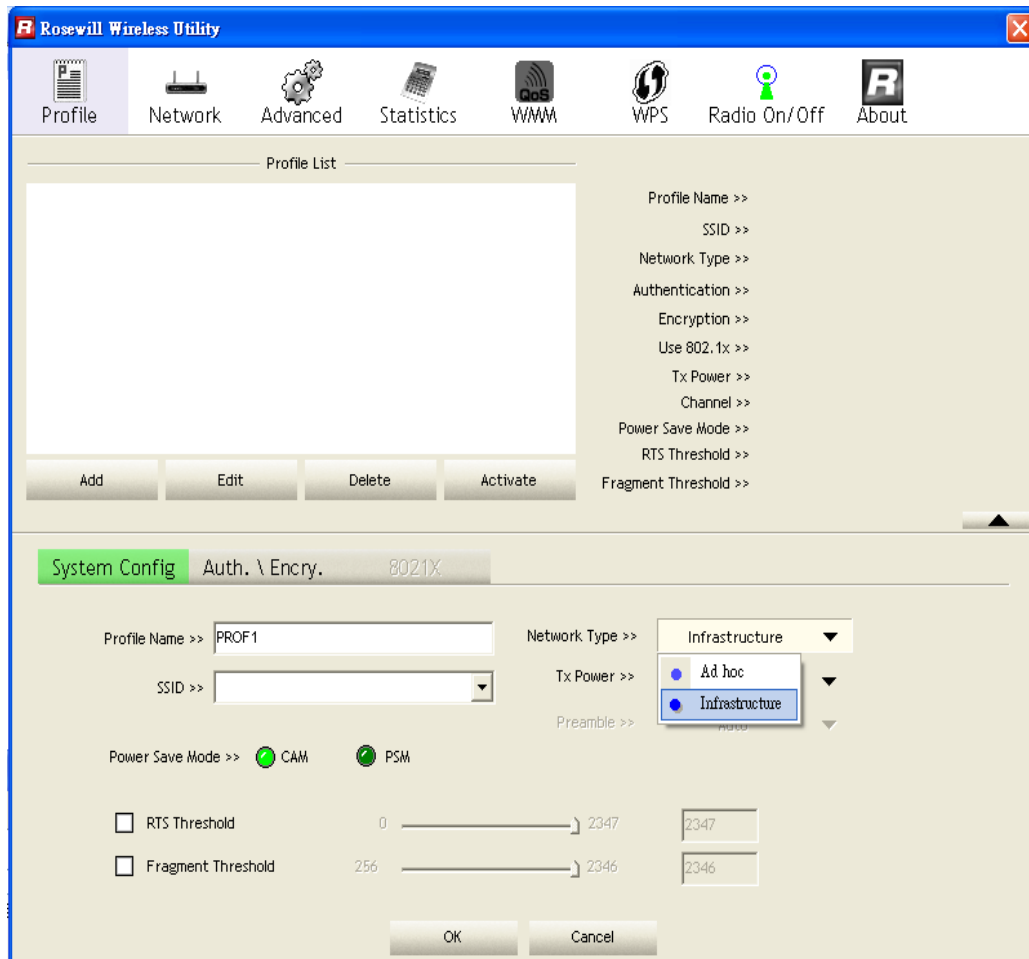 R Rosewill Wireless Utility
Profile Network Advanced Statistics QoS WMM WPS Radio On/Off R About
Profile List
Profile Name >>
SSID >>
Network Type >>
Authentication >>
Encryption >>
Use 802.1x >>
Tx Power >>
Channel >>
Power Save Mode >>
RTS Threshold >>
Fragment Threshold >>
Add Edit Delete Activate
System Config Auth. \ Encry. 8021X
Profile Name >> PROF1
Network Type >> Infrastructure
SSID >>
Tx Power >>
Ad hoc
Infrastructure
Preamble >> Auto
Power Save Mode >> CAM PSM
RTS Threshold 0 2347 2347
Fragment Threshold 256 2346 2346
OK Cancel